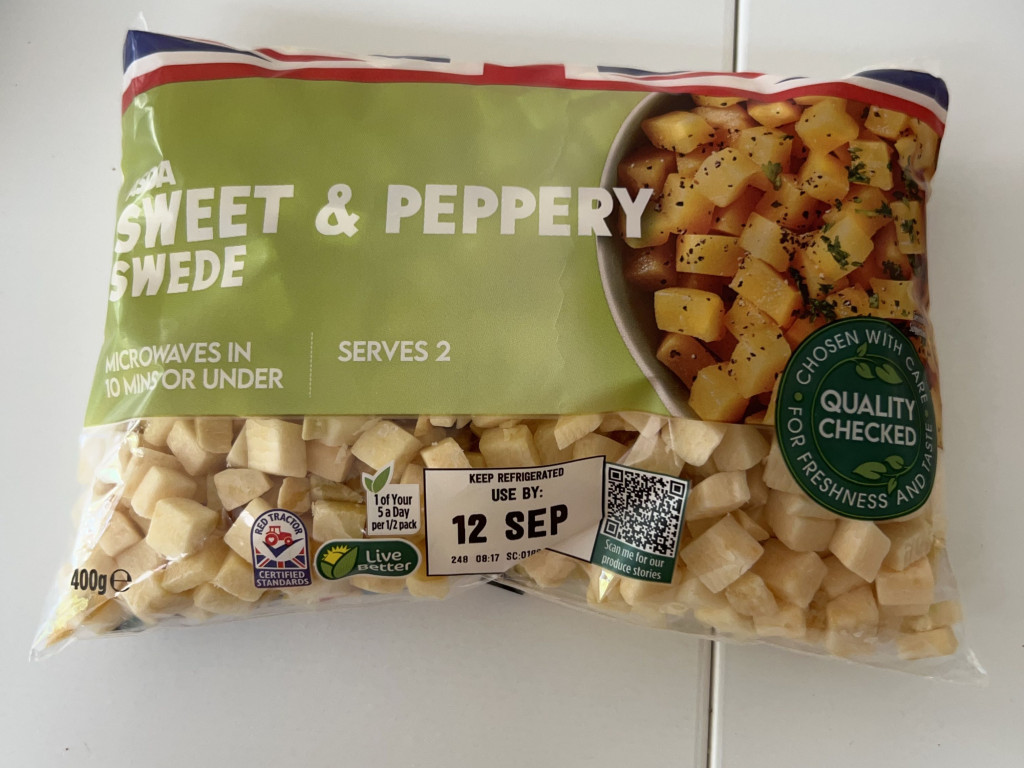 ASDA
SWEET & PEPPERY
SWEDE
MICROWAVES IN
10 MINS OR UNDER
SERVES 2
CHOSEN WITH CARE
QUALITY
CHECKED
FOR FRESHNESS AND TASTE
1 of Your
5 a Day
per 1/2 pack
KEEP REFRIGERATED
USE BY:
12 SEP
248 08:17
RED TRACTOR
CERTIFIED
STANDARDS
Live
Better
Scan me for our
produce stories
400g e